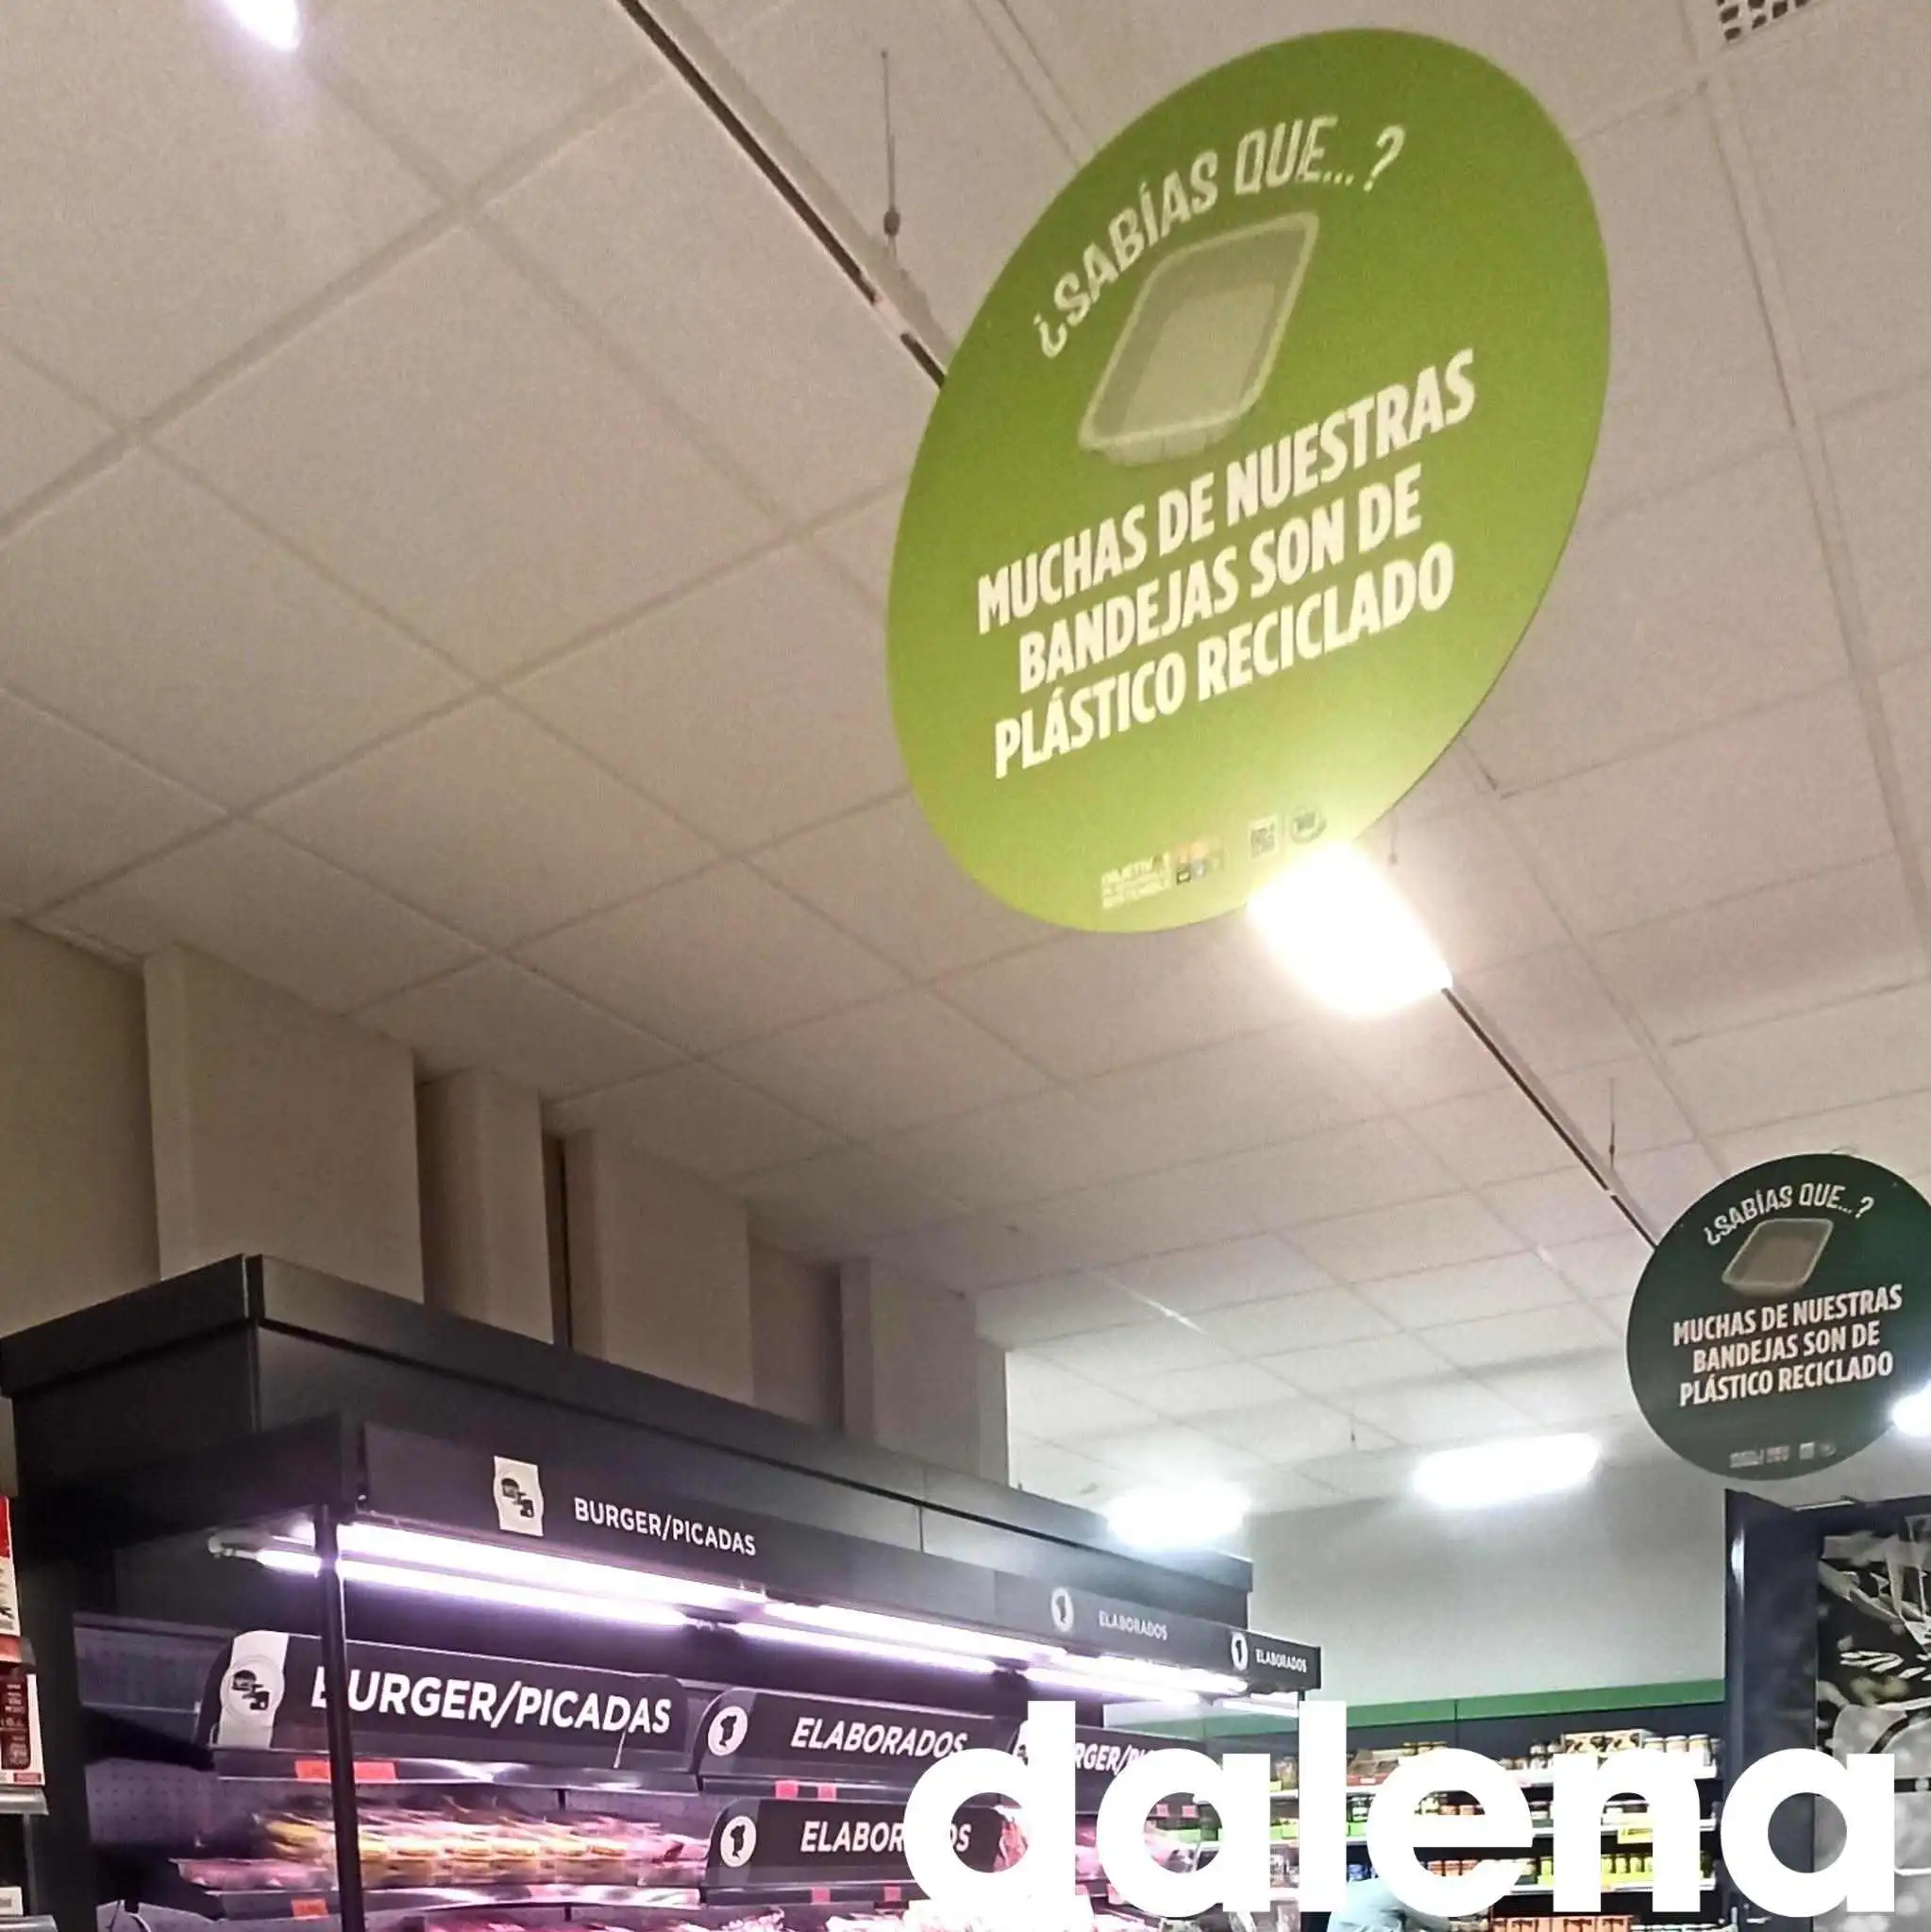 ¿SABÍAS QUE...?
MUCHAS DE NUESTRAS
BANDEJAS SON DE
PLÁSTICO RECICLADO
¿SABÍAS QUE...?
MUCHAS DE NUESTRAS
BANDEJAS SON DE
PLÁSTICO RECICLADO
BURGER/PICADAS
ELABORADOS
ELABORADOS
BURGER/PICADAS
ELABORADOS
ELABORADOS
dalena